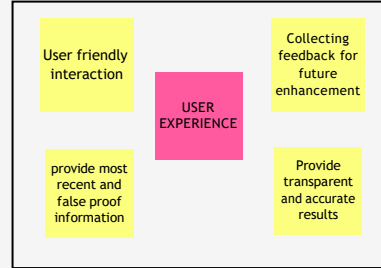 User friendly
interaction
Collecting
feedback for
future
enhancement
USER
EXPERIENCE
provide most
recent and
false proof
information
Provide
transparent
and accurate
results